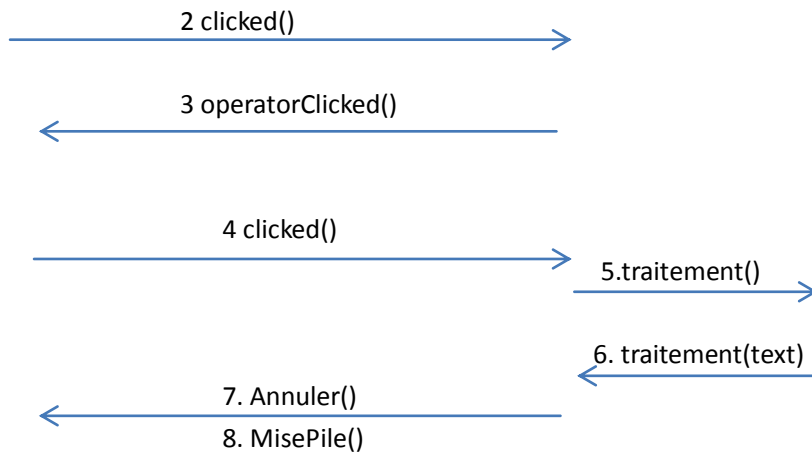 2 clicked()
3 operatorClicked()
4 clicked()
5.traitement()
6. traitement(text)
7. Annuler()
8. MisePile()